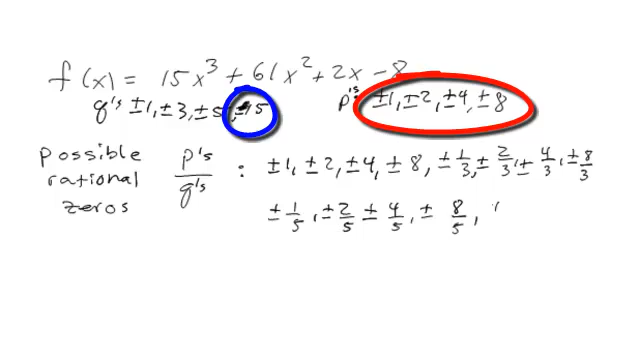 f(x) = 15x³ + 61x² + 2x - 8
q's ±1, ±3, ±5, ±15 p's: ±1, ±2, ±4, ±8
possible rational zeros p's/q's : ±1, ±2, ±4, ±8, ±1/3, ±2/3, ±4/3, ±8/3
±1/5, ±2/5 ±4/5, ±8/5,